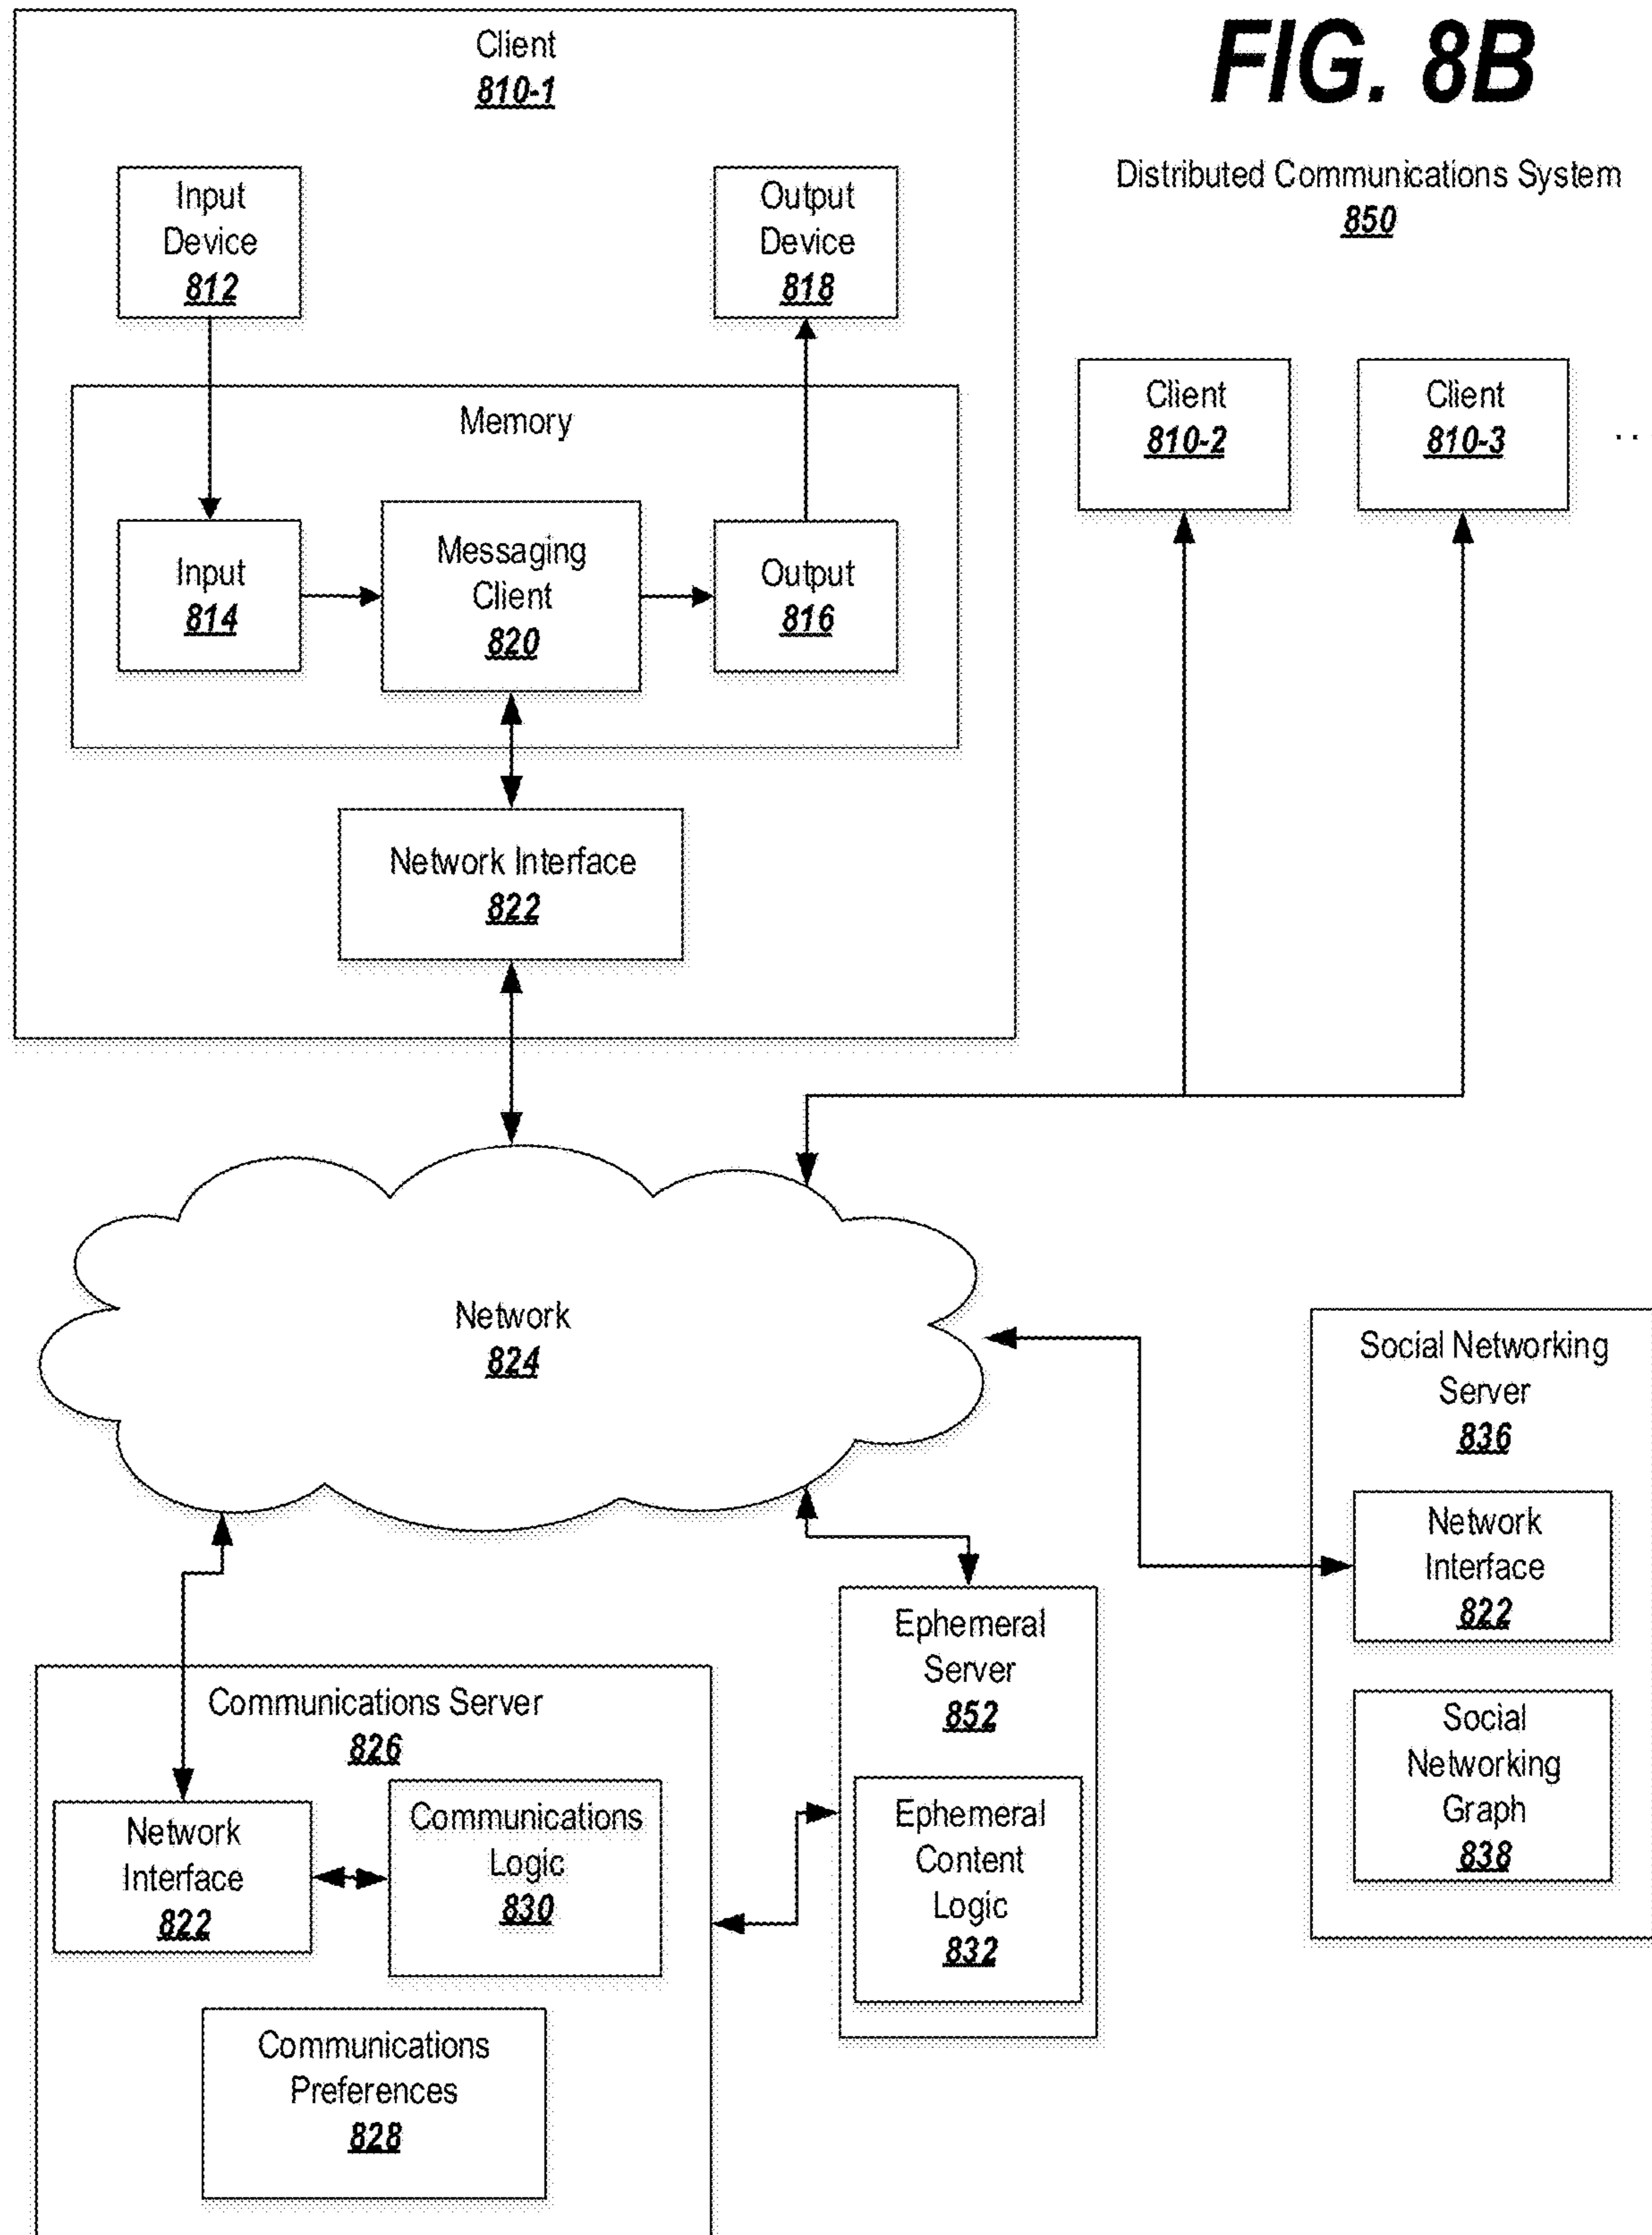 FIG. 8B
Distributed Communications System
850
Client
810-1
Input
Device
812
Output
Device
818
Memory
Input
814
Messaging
Client
820
Output
816
Network Interface
822
Client
810-2
Client
810-3
..
Network
824
Social Networking
Server
836
Network
Interface
822
Social
Networking
Graph
838
Ephemeral
Server
852
Ephemeral
Content
Logic
832
Communications Server
826
Network
Interface
822
Communications
Logic
830
Communications
Preferences
828